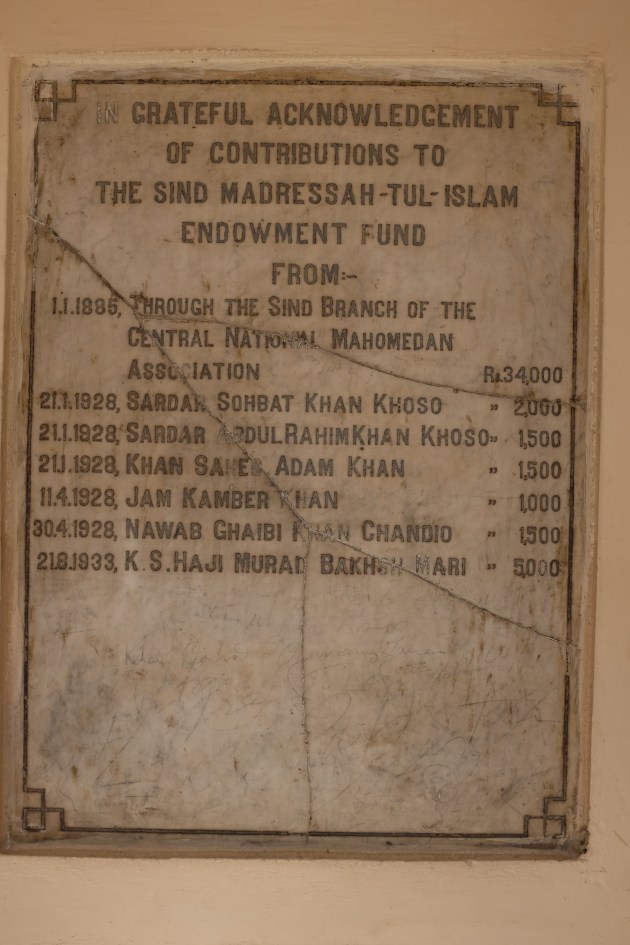 IN GRATEFUL ACKNOWLEDGEMENT
OF CONTRIBUTIONS TO
THE SIND MADRESSAH-TUL-ISLAM
ENDOWMENT FUND
FROM:-
1.1.1885, THROUGH THE SIND BRANCH OF THE
CENTRAL NATIONAL MAHOMEDAN
ASSOCIATION Rs.34,000
21.1.1928, SARDAR SOHBAT KHAN KHOSO " 2,000
21.1.1928, SARDAR ABDUL RAHIM KHAN KHOSO " 1,500
21.1.1928, KHAN SAHEB ADAM KHAN " 1,500
11.4.1928, JAM KAMBER KHAN " 1,000
30.4.1928, NAWAB GHAIBI KHAN CHANDIO " 1,500
21.8.1933, K.S. HAJI MURAD BAKHSH MARI " 5,000